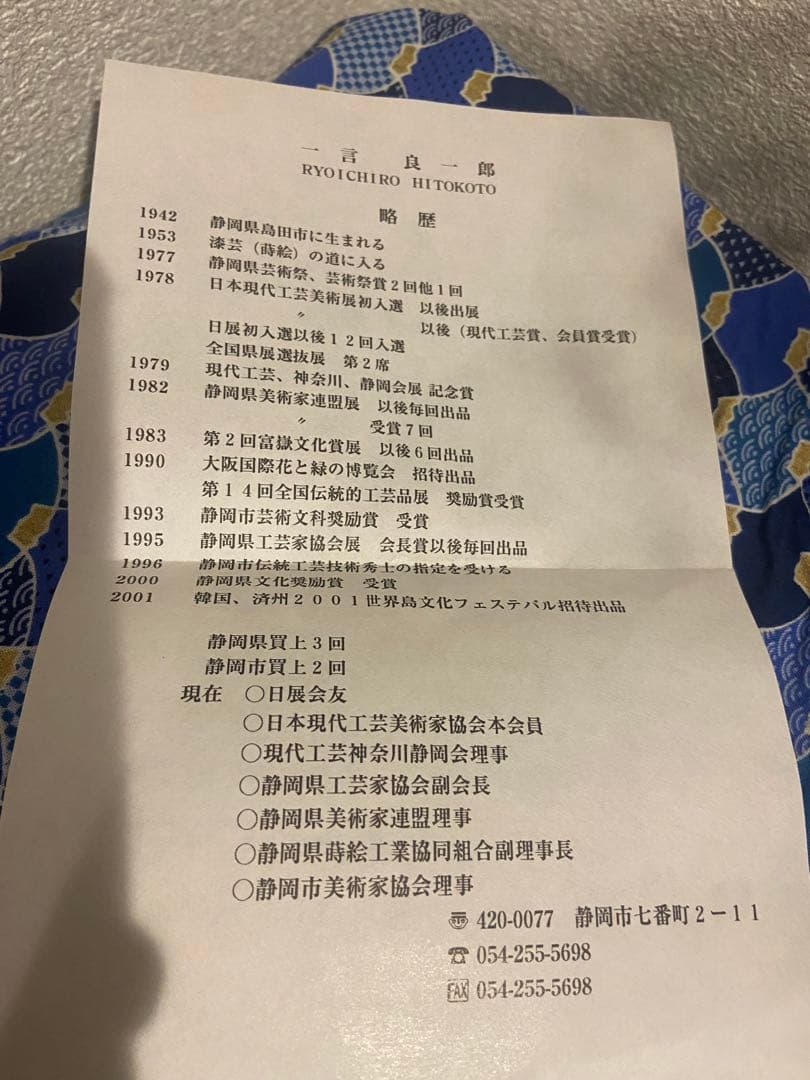 一言 良一郎
RYOICHIRO HITOKOTO
略歴
1942 静岡県島田市に生まれる
1953 漆芸（蒔絵）の道に入る
1977 静岡県芸術祭、芸術祭賞２回他１回
1978 日本現代工芸美術展初入選 以後出展
〃 以後（現代工芸賞、会員賞受賞）
日展初入選以後１２回入選
全国県展選抜展 第２席
1979 現代工芸、神奈川、静岡会展 記念賞
1982 静岡県美術家連盟展 以後毎回出品
〃 受賞７回
1983 第２回富嶽文化賞展 以後６回出品
1990 大阪国際花と緑の博覧会 招待出品
第１４回全国伝統的工芸品展 奨励賞受賞
1993 静岡市芸術文科奨励賞 受賞
1995 静岡県工芸家協会展 会長賞以後毎回出品
1996 静岡市伝統工芸技術秀士の指定を受ける
2000 静岡県文化奨励賞 受賞
2001 韓国、済州２００１世界島文化フェステバル招待出品
静岡県買上３回
静岡市買上２回
現在 ○日展会友
○日本現代工芸美術家協会本会員
○現代工芸神奈川静岡会理事
○静岡県工芸家協会副会長
○静岡県美術家連盟理事
○静岡県蒔絵工業協同組合副理事長
○静岡市美術家協会理事
〠 420-0077 静岡市七番町２－１１
☎ 054-255-5698
FAX 054-255-5698